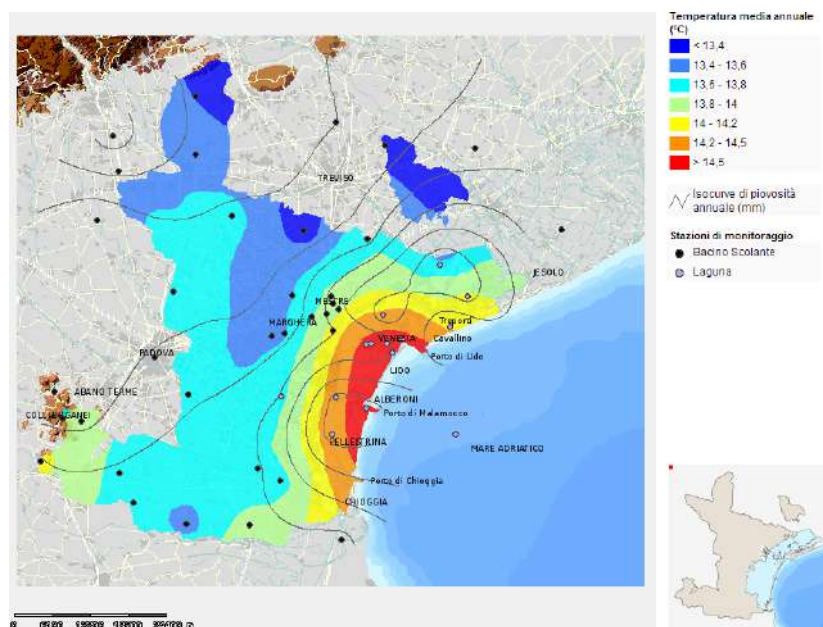 Temperatura media annuale
(°C)
< 13,4
13,4 - 13,6
13,6 - 13,8
13,8 - 14
14 - 14,2
14,2 - 14,5
> 14,5
Isocurve di piovosità
annuale (mm)
Stazioni di monitoraggio
Bacino Scolante
Laguna
TREVISO
JESOLO
MESTRE
MARGHERA
Treporti
Cavallino
VENEZIA
Porto di Lido
PADOVA
LIDO
ABANO TERME
ALBERONI
COLLI EUGANEI
Porto di Malamocco
PELLESTRINA
MARE ADRIATICO
Porto di Chioggia
CHIOGGIA